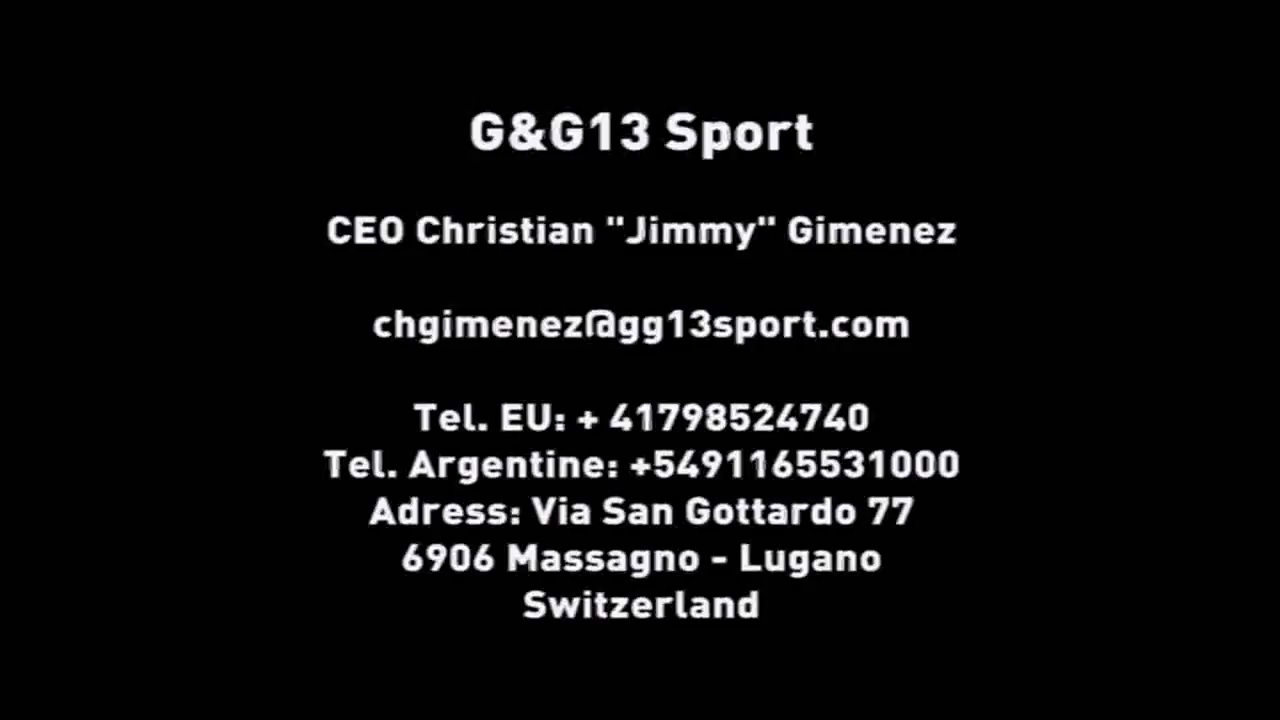 G&G13 Sport
CEO Christian "Jimmy" Gimenez
chgimenez@gg13sport.com
Tel. EU: + 41798524740
Tel. Argentine: +5491165531000
Adress: Via San Gottardo 77
6906 Massagno - Lugano
Switzerland